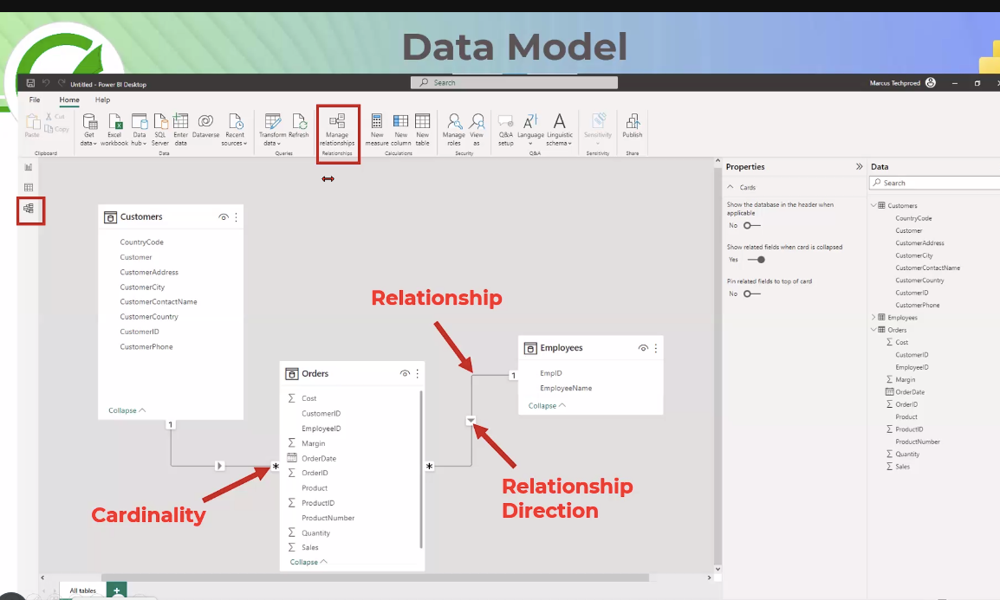 Data Model
Untitled - Power BI Desktop
Search
Marcus Techproed
File Home Help
Paste
Cut
Copy
Clipboard
Get data
Excel workbook
Data hub
SQL Server
Enter data
Dataverse
Recent sources
Data
Transform data
Refresh
Queries
Manage relationships
Relationships
New measure
New column
New table
Calculations
Manage roles
View as
Security
Q&A setup
Language
Linguistic schema
Q&A
Sensitivity
Sensitivity
Publish
Share
Customers
CountryCode
Customer
CustomerAddress
CustomerCity
CustomerContactName
CustomerCountry
CustomerID
CustomerPhone
Collapse
1
*
Cardinality
Orders
Σ Cost
CustomerID
EmployeeID
Σ Margin
OrderDate
Σ OrderID
Product
Σ ProductID
ProductNumber
Σ Quantity
Σ Sales
Collapse
*
Relationship
1
Relationship
Direction
Employees
EmpID
EmployeeName
Collapse
Properties
Cards
Show the database in the header when
applicable
No
Show related fields when card is collapsed
Yes
Pin related fields to top of card
No
Data
Search
Customers
CountryCode
Customer
CustomerAddress
CustomerCity
CustomerContactName
CustomerCountry
CustomerID
CustomerPhone
Employees
Orders
Σ Cost
CustomerID
EmployeeID
Σ Margin
OrderDate
Σ OrderID
Product
Σ ProductID
ProductNumber
Σ Quantity
Σ Sales
All tables
+